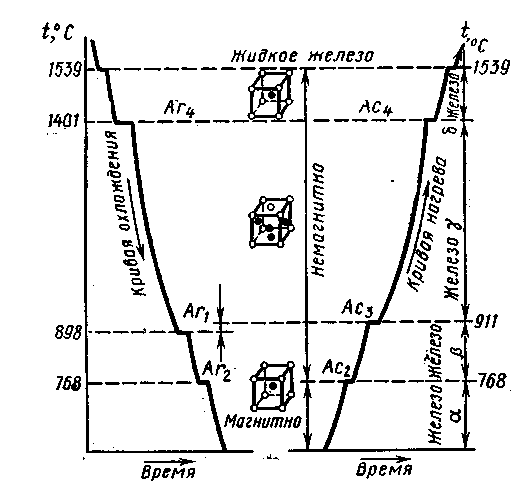 t,°C
t,°C
Жидкое железо
1539
1539
Ar₄
Ac₄
1401
δ железо
Кривая охлаждения
Немагнитно
Кривая нагрева
Железо γ
Ar₁
Ac₃
911
898
Железо β
Ar₂
Ac₂
768
768
Железо α
Магнитно
Время
Время